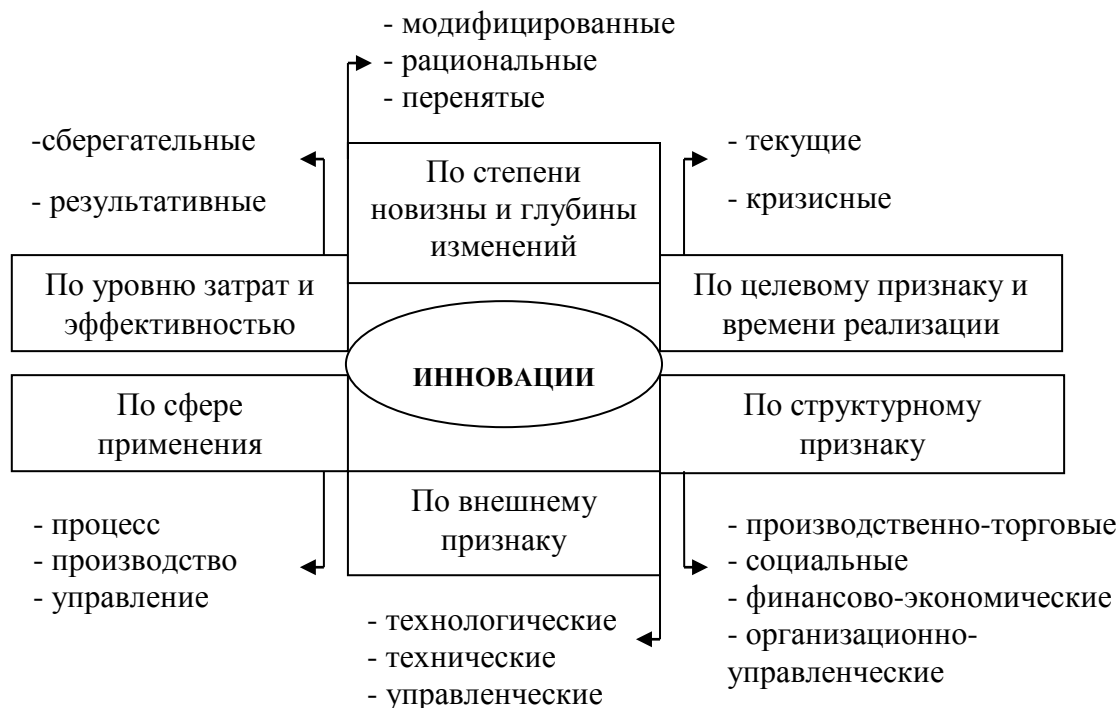 - модифицированные
- рациональные
- перенятые
-сберегательные
- результативные
- текущие
- кризисные
По степени
новизны и глубины
изменений
По уровню затрат и
эффективностью
По целевому признаку и
времени реализации
ИННОВАЦИИ
По сфере
применения
По структурному
признаку
По внешнему
признаку
- процесс
- производство
- управление
- производственно-торговые
- социальные
- финансово-экономические
- организационно-
управленческие
- технологические
- технические
- управленческие